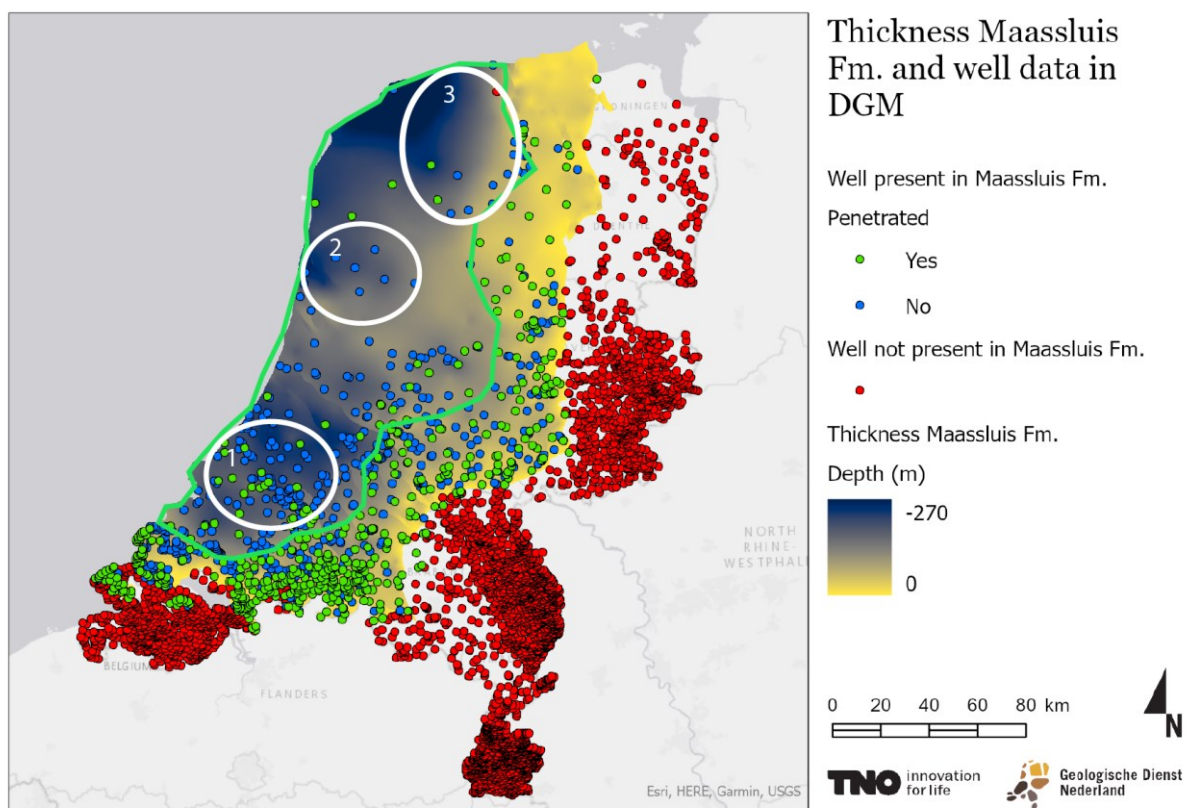 Thickness Maassluis
Fm. and well data in
DGM
Well present in Maassluis Fm.
Penetrated
Yes
No
Well not present in Maassluis Fm.
Thickness Maassluis Fm.
Depth (m)
-270
0
0 20 40 60 80 km
N
TNO innovation
for life
Geologische Dienst
Nederland
3
2
1
NORTH
RHINE-
WESTPHAL
BELGIUM
FLANDERS
Esri, HERE, Garmin, USGS